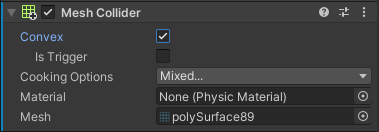 Mesh Collider
Convex
Is Trigger
Cooking Options Mixed...
Material None (Physic Material)
Mesh polySurface89